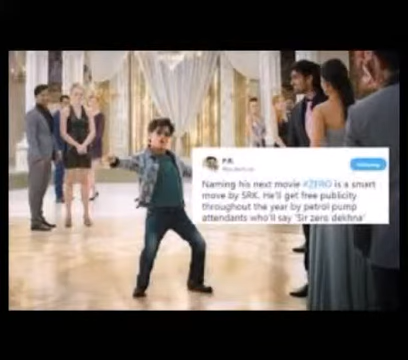 Following
Naming his next movie #ZERO is a smart
move by SRK. He'll get free publicity
throughout the year by petrol pump
attendants who'll say 'Sir zero dekhna'